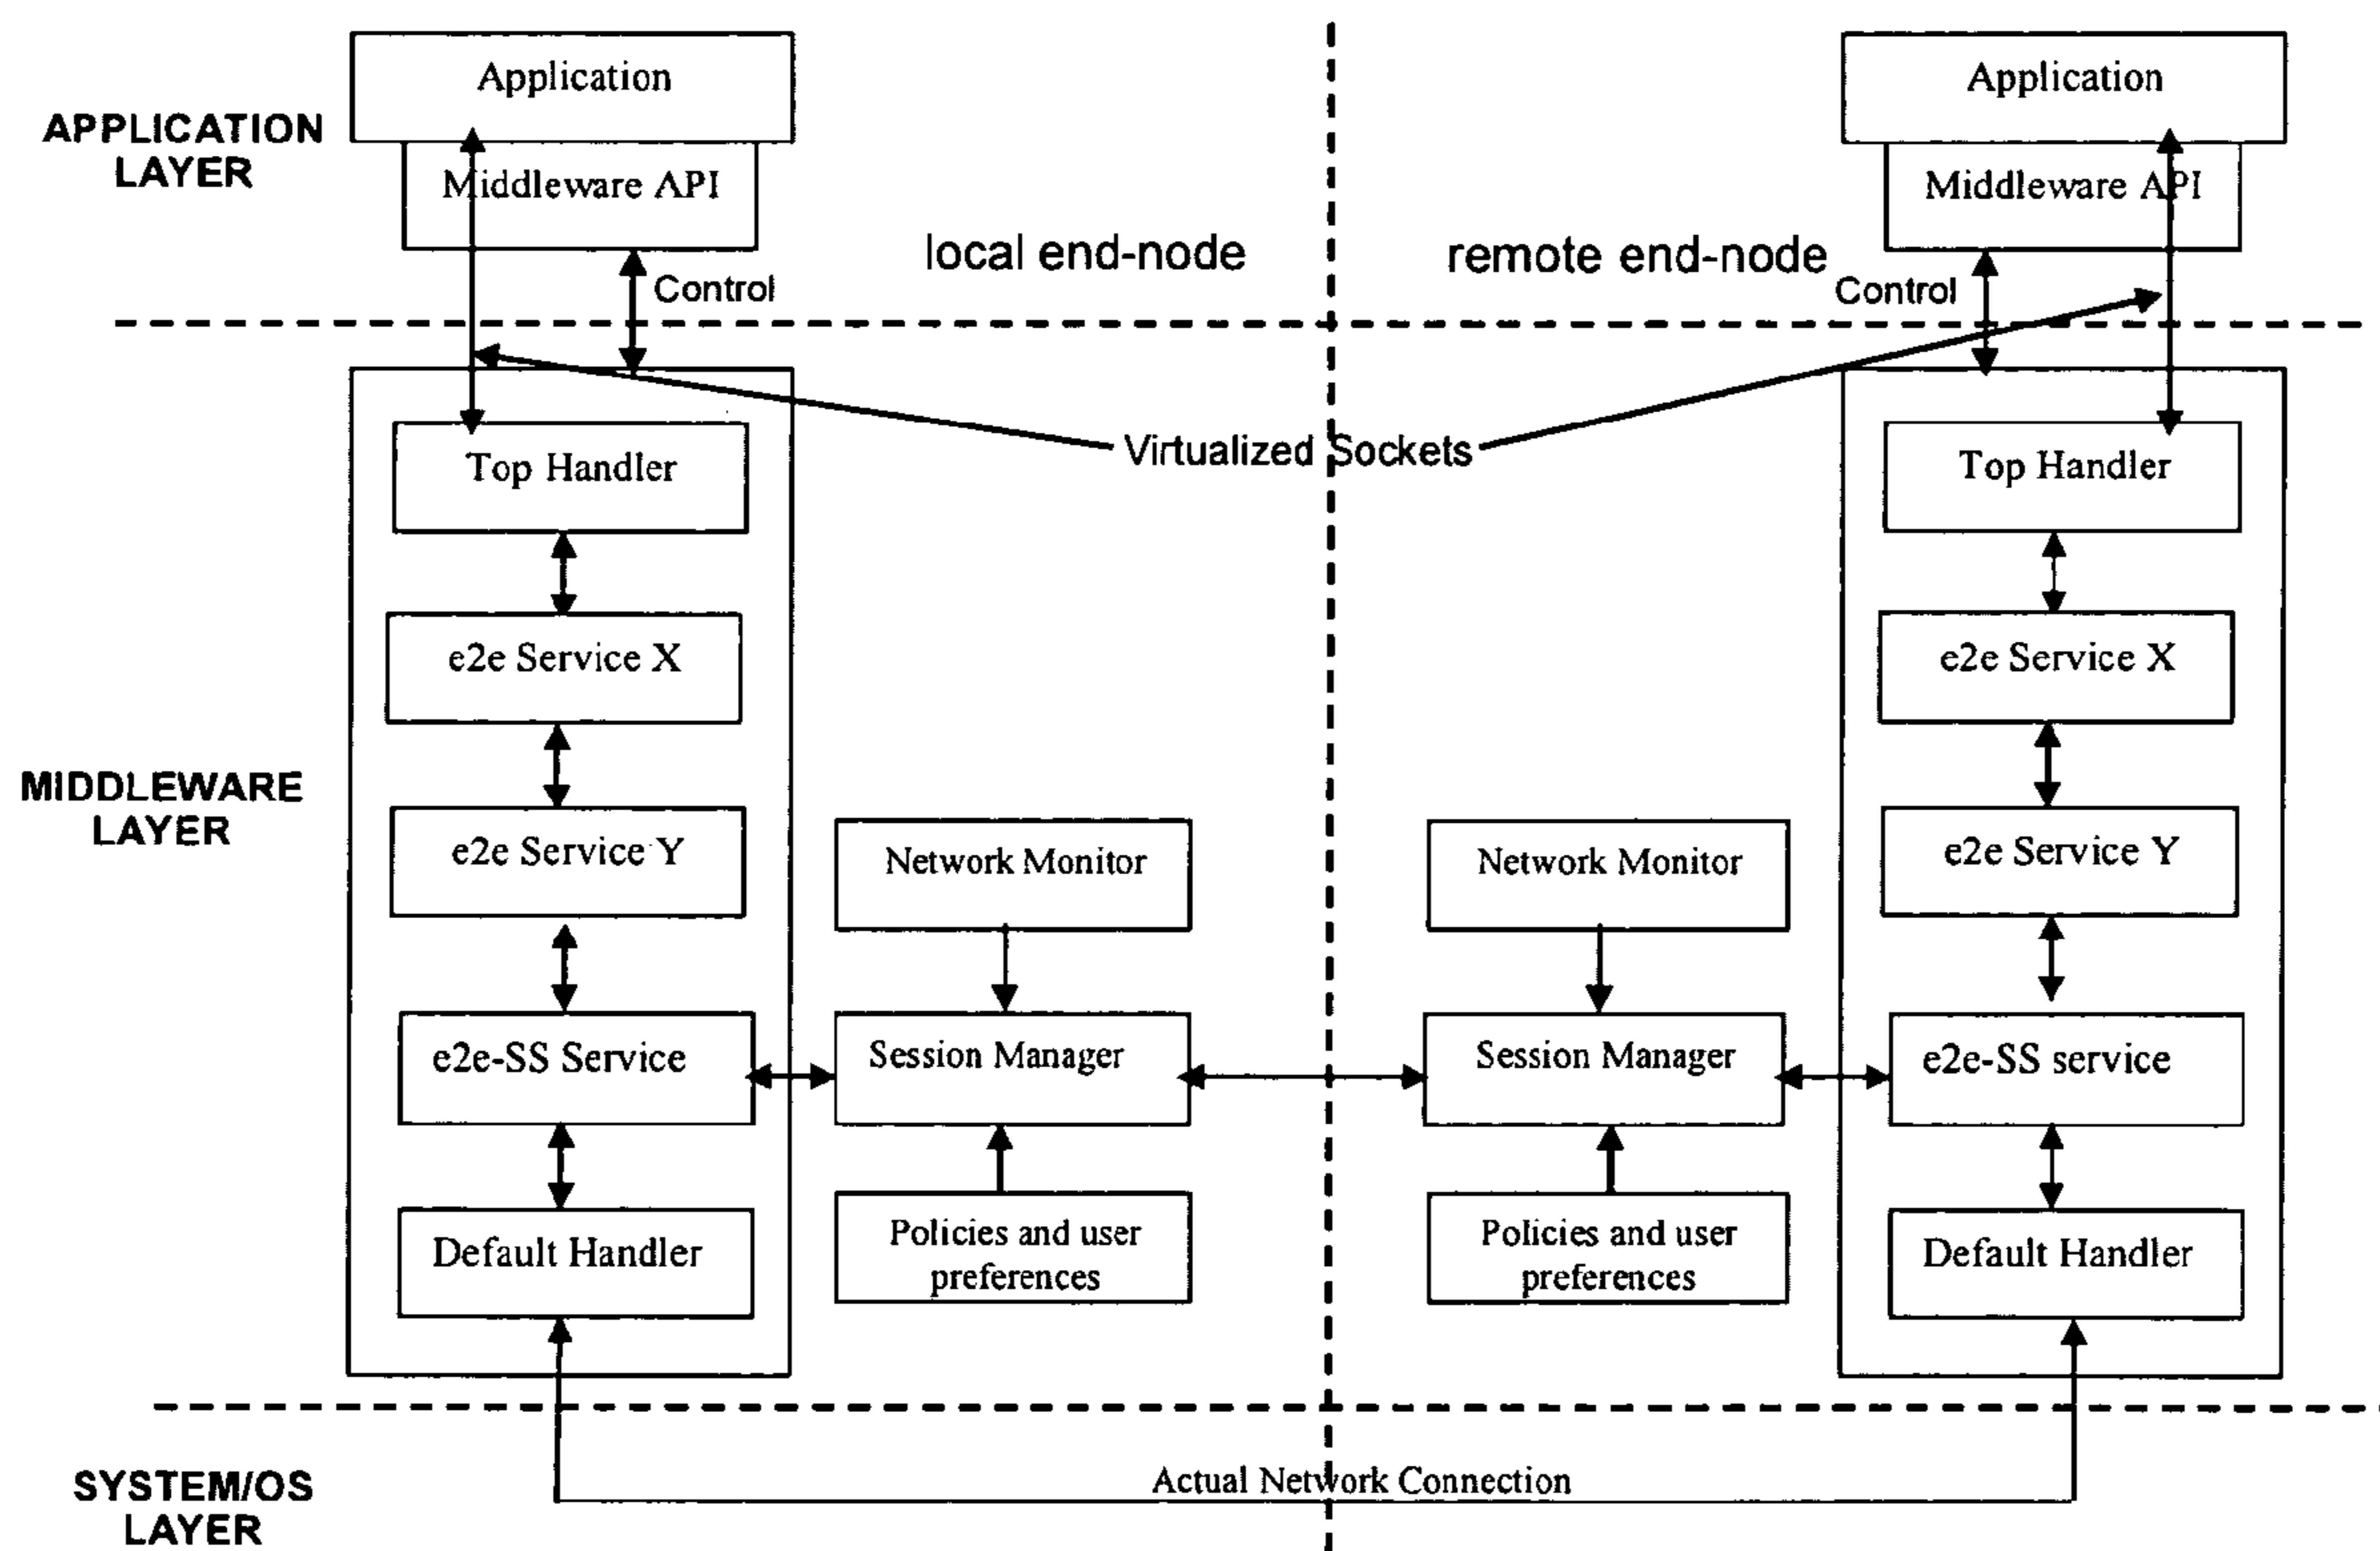 Application
Application
APPLICATION
LAYER
Middleware API
Middleware API
local end-node
remote end-node
Control
Control
Virtualized Sockets
Top Handler
Top Handler
e2e Service X
e2e Service X
MIDDLEWARE
LAYER
e2e Service Y
Network Monitor
Network Monitor
e2e Service Y
e2e-SS Service
Session Manager
Session Manager
e2e-SS service
Default Handler
Policies and user
preferences
Policies and user
preferences
Default Handler
SYSTEM/OS
LAYER
Actual Network Connection